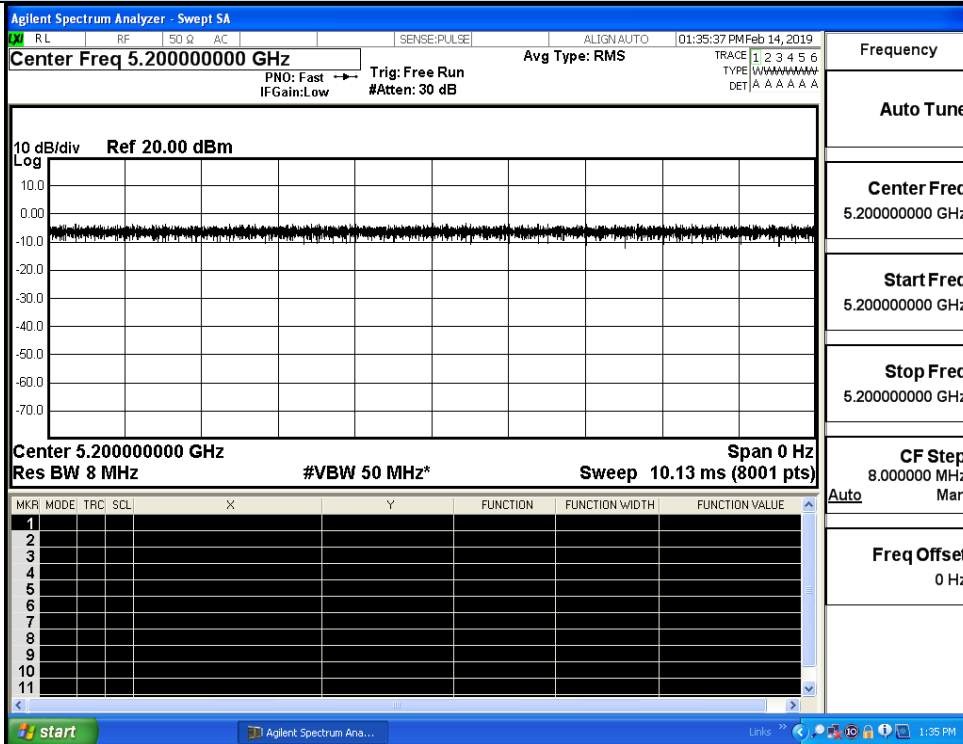 Agilent Spectrum Analyzer - Swept SA
LXI RL RF 50 Ω AC SENSE:PULSE ALIGN AUTO 01:35:37 PM Feb 14, 2019
Center Freq 5.200000000 GHz Avg Type: RMS TRACE 1 2 3 4 5 6
PNO: Fast Trig: Free Run TYPE WWWWWW
IFGain:Low #Atten: 30 dB DET A A A A A A
10 dB/div Ref 20.00 dBm
Log
10.0
0.00
-10.0
-20.0
-30.0
-40.0
-50.0
-60.0
-70.0
Center 5.200000000 GHz Span 0 Hz
Res BW 8 MHz #VBW 50 MHz* Sweep 10.13 ms (8001 pts)
MKR MODE TRC SCL X Y FUNCTION FUNCTION WIDTH FUNCTION VALUE
1
2
3
4
5
6
7
8
9
10
11
Frequency
Auto Tune
Center Freq
5.200000000 GHz
Start Freq
5.200000000 GHz
Stop Freq
5.200000000 GHz
CF Step
8.000000 MHz
Auto Man
Freq Offset
0 Hz
start Agilent Spectrum Ana... Links » 1:35 PM